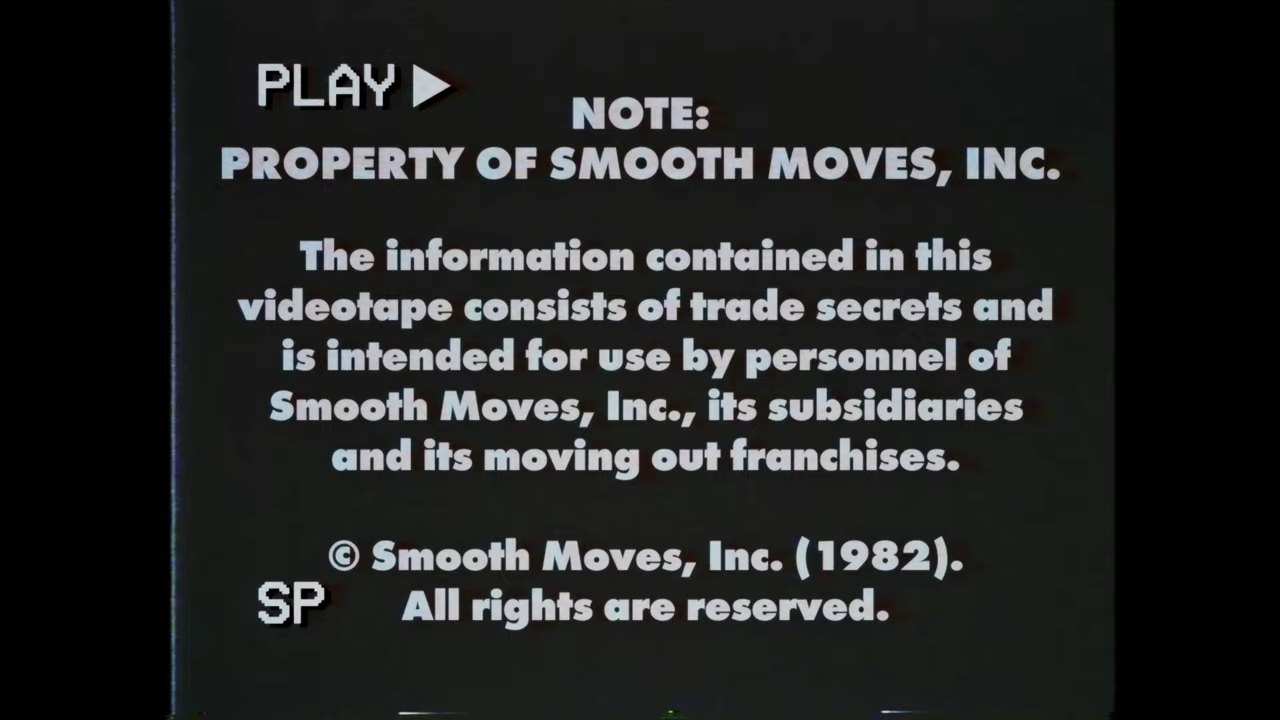 PLAY
NOTE:
PROPERTY OF SMOOTH MOVES, INC.
The information contained in this
videotape consists of trade secrets and
is intended for use by personnel of
Smooth Moves, Inc., its subsidiaries
and its moving out franchises.
© Smooth Moves, Inc. (1982).
SP
All rights are reserved.